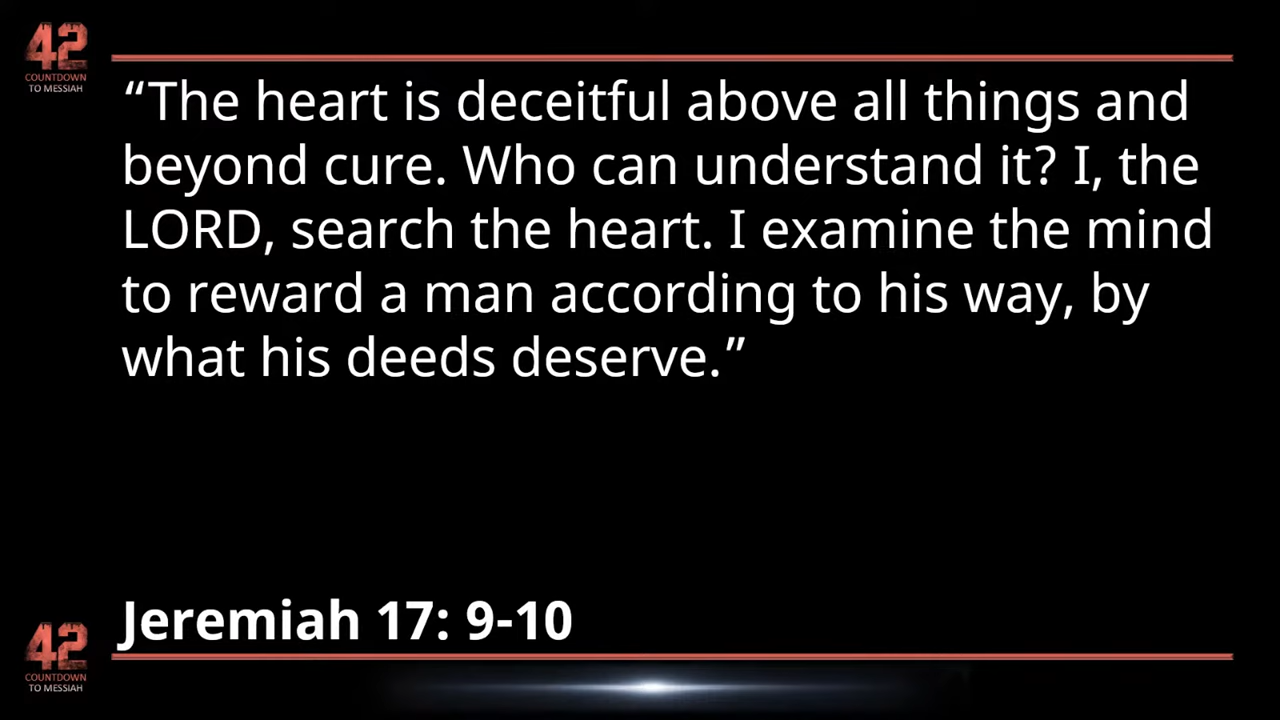 42
COUNTDOWN
TO MESSIAH
“The heart is deceitful above all things and
beyond cure. Who can understand it? I, the
LORD, search the heart. I examine the mind
to reward a man according to his way, by
what his deeds deserve.”
Jeremiah 17: 9-10
42
COUNTDOWN
TO MESSIAH